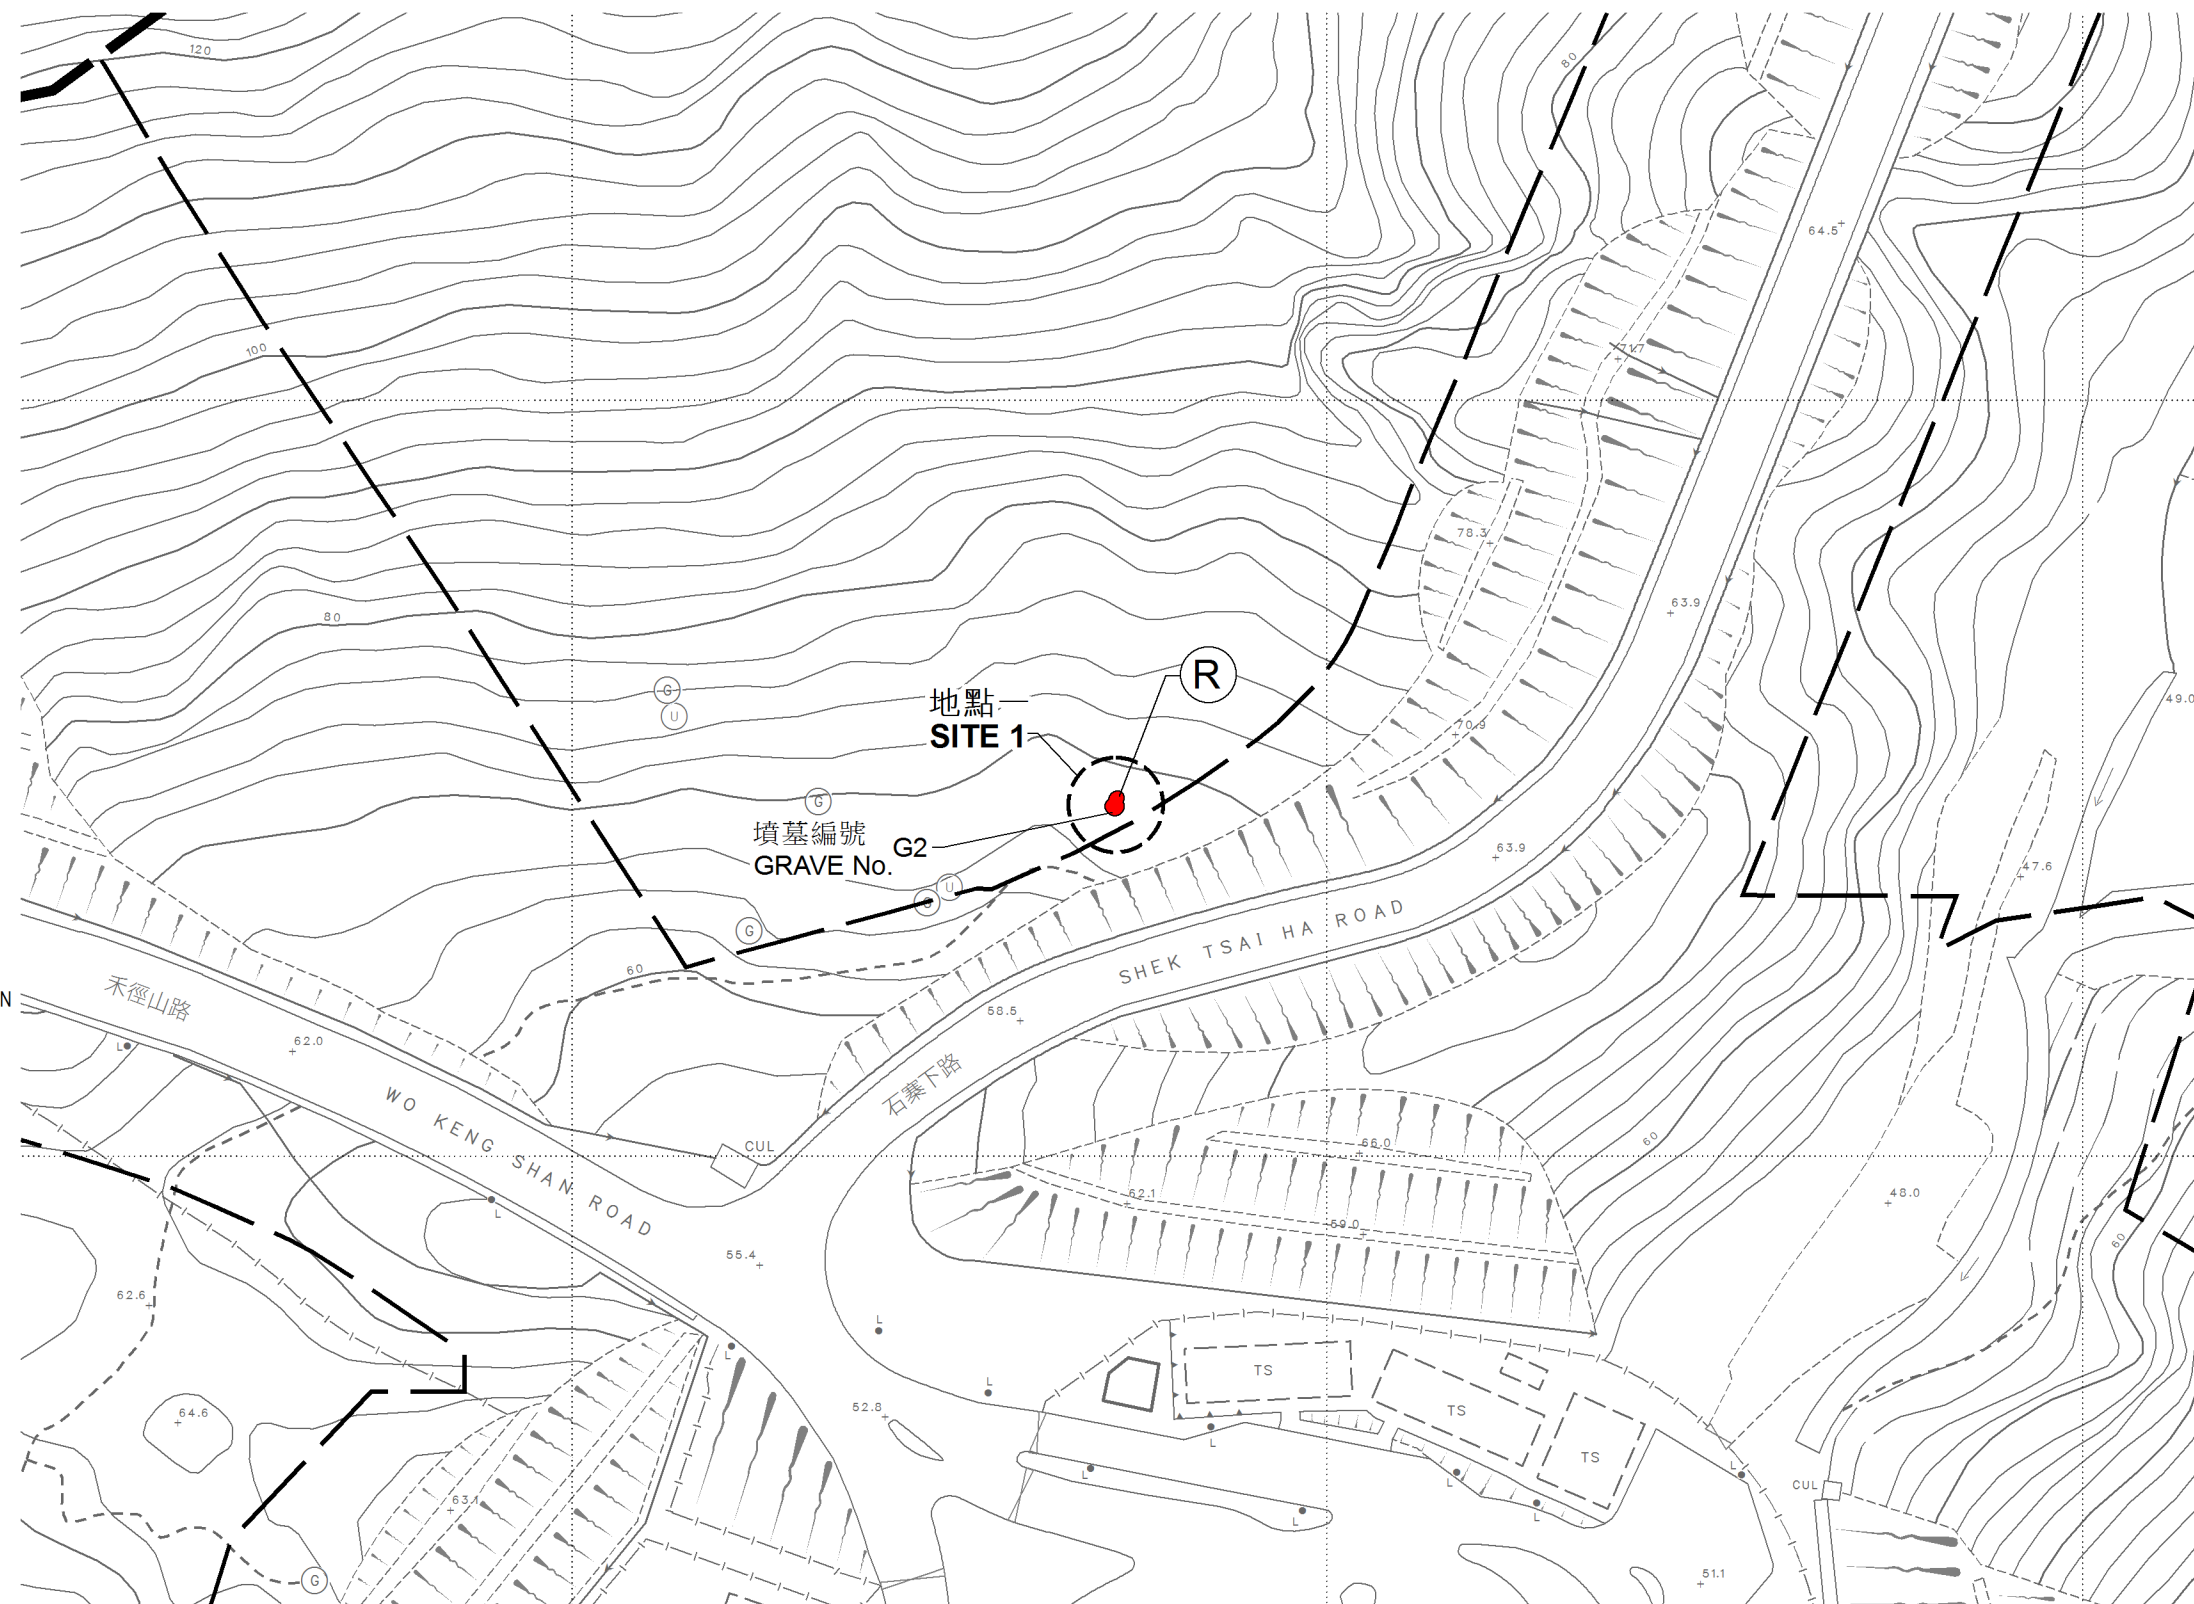 120
80
64.5
100
71.7
78.3
80
63.9
R
G
U
地點
SITE 1
49.0
70.9
G
墳墓編號
GRAVE No.
G2
63.9
47.6
U
G
G
SHEK TSAI HA ROAD
60
N
禾徑山路
58.5
62.0
L
石寨下路
WO KENG SHAN ROAD
CUL
66.0
60
62.1
48.0
L
59.0
60
55.4
62.6
L
L
TS
L
64.6
52.8
TS
L
TS
L
L
L
CUL
63.1
L
L
G
51.1